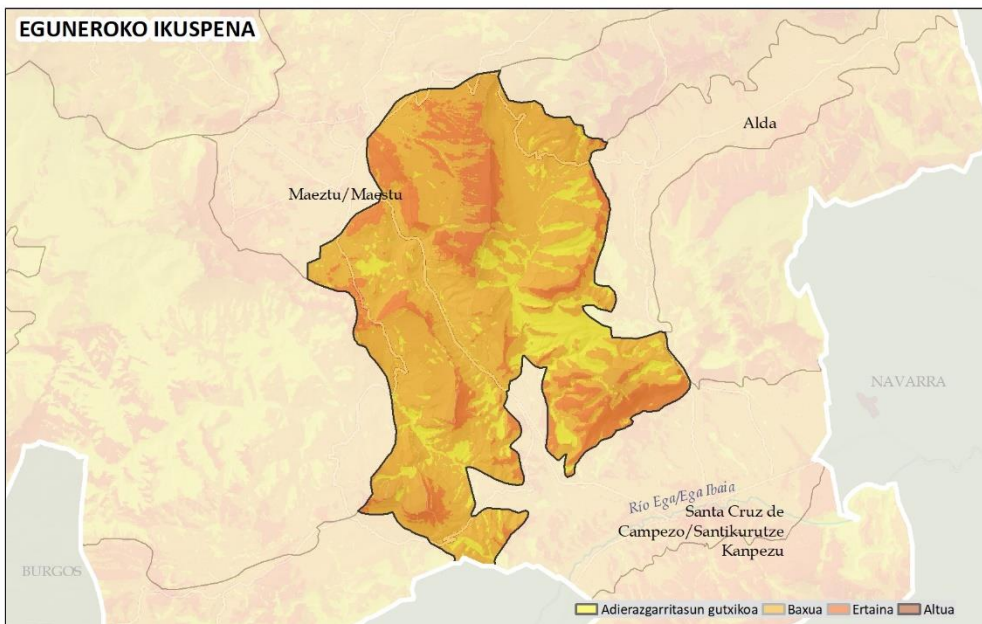 EGUNEROKO IKUSPENA
Alda
Maeztu/Maestu
NAVARRA
Río Ega/Ega Ibaia
Santa Cruz de
Campezo/Santikurutze
Kanpezu
BURGOS
Adierazgarritasun gutxikoa Baxua Ertaina Altua